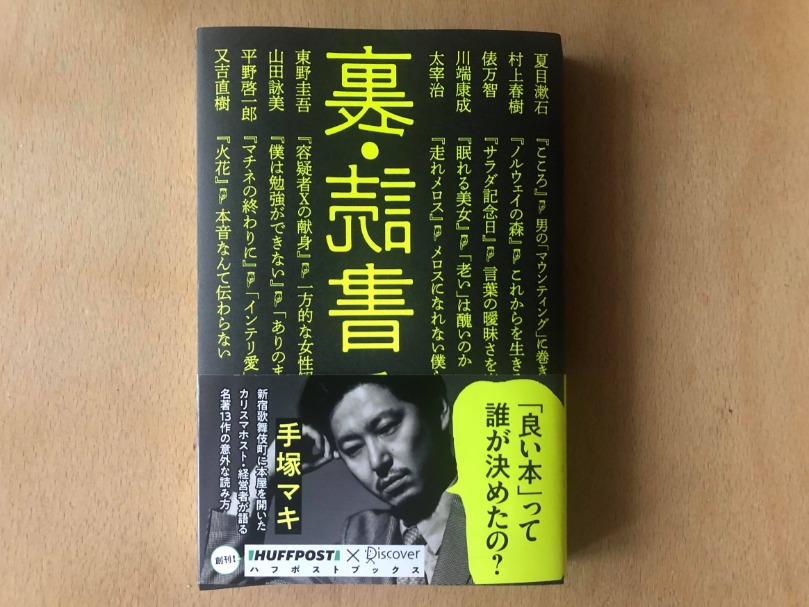 夏目漱石 『こころ』☞ 男の「マウンティング」に巻き
村上春樹 『ノルウェイの森』☞ これからを生き
俵万智 『サラダ記念日』☞ 言葉の曖昧さを
川端康成 『眠れる美女』☞「老い」は醜いのか
太宰治 『走れメロス』☞ メロスになれない僕
裏・読書
東野圭吾 『容疑者Xの献身』☞ 一方的な女性
山田詠美 『僕は勉強ができない』☞「ありのま
平野啓一郎 『マチネの終わりに』☞「インテリ愛
又吉直樹 『火花』☞ 本音なんて伝わらない
「良い本」って
誰が決めたの?
手塚マキ
新宿歌舞伎町に本屋を開いた
カリスマホスト・経営者が語る
名著13作の意外な読み方
創刊!
HUFFPOST × Discover
ハフポストブックス